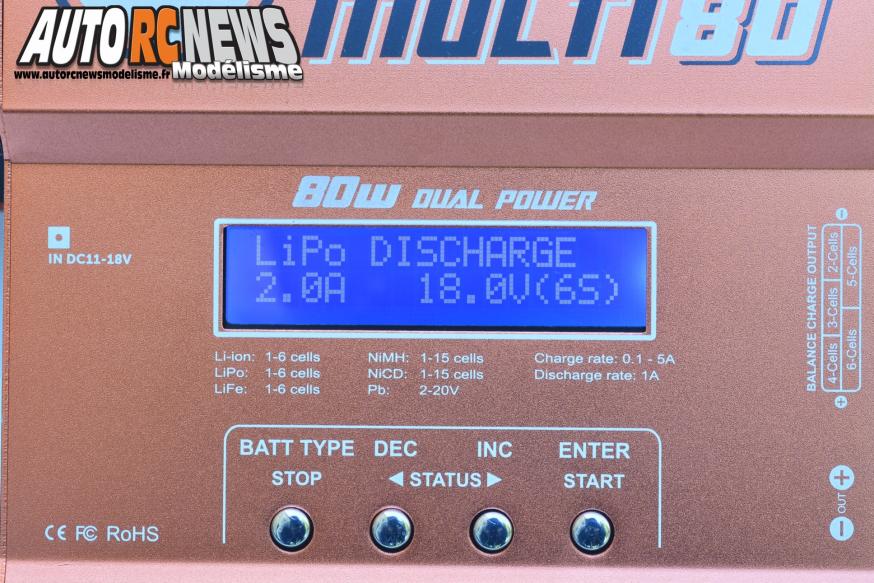 AUTORCNEWS
www.autorcnewsmodelisme.fr Modélisme
MULTI 80
80W DUAL POWER
IN DC11-18V
LiPo DISCHARGE
2.0A 18.0V(6S)
Li-ion: 1-6 cells NiMH: 1-15 cells Charge rate: 0.1 - 5A
LiPo: 1-6 cells NiCD: 1-15 cells Discharge rate: 1A
LiFe: 1-6 cells Pb: 2-20V
BATT TYPE DEC INC ENTER
STOP ◀ STATUS ▶ START
CE FC RoHS
BALANCE CHARGE OUTPUT
4-Cells 3-Cells 2-Cells
6-Cells 5-Cells
OUT